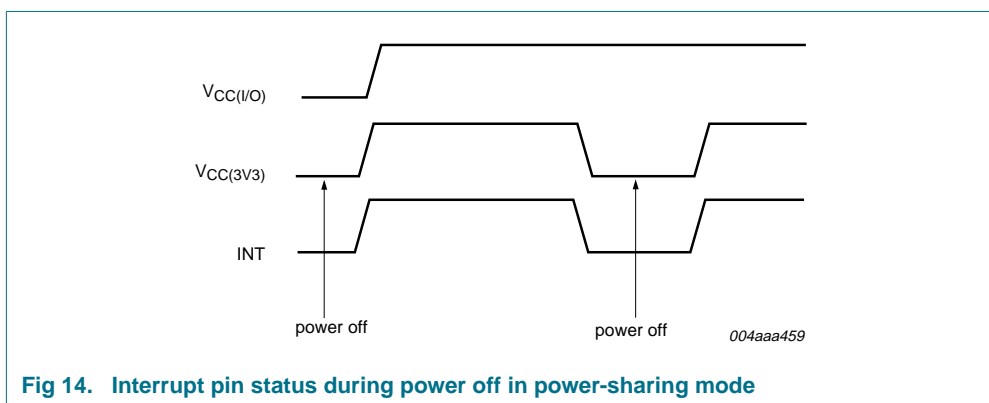 VCC(I/O)
VCC(3V3)
INT
power off
power off
004aaa459
Fig 14. Interrupt pin status during power off in power-sharing mode